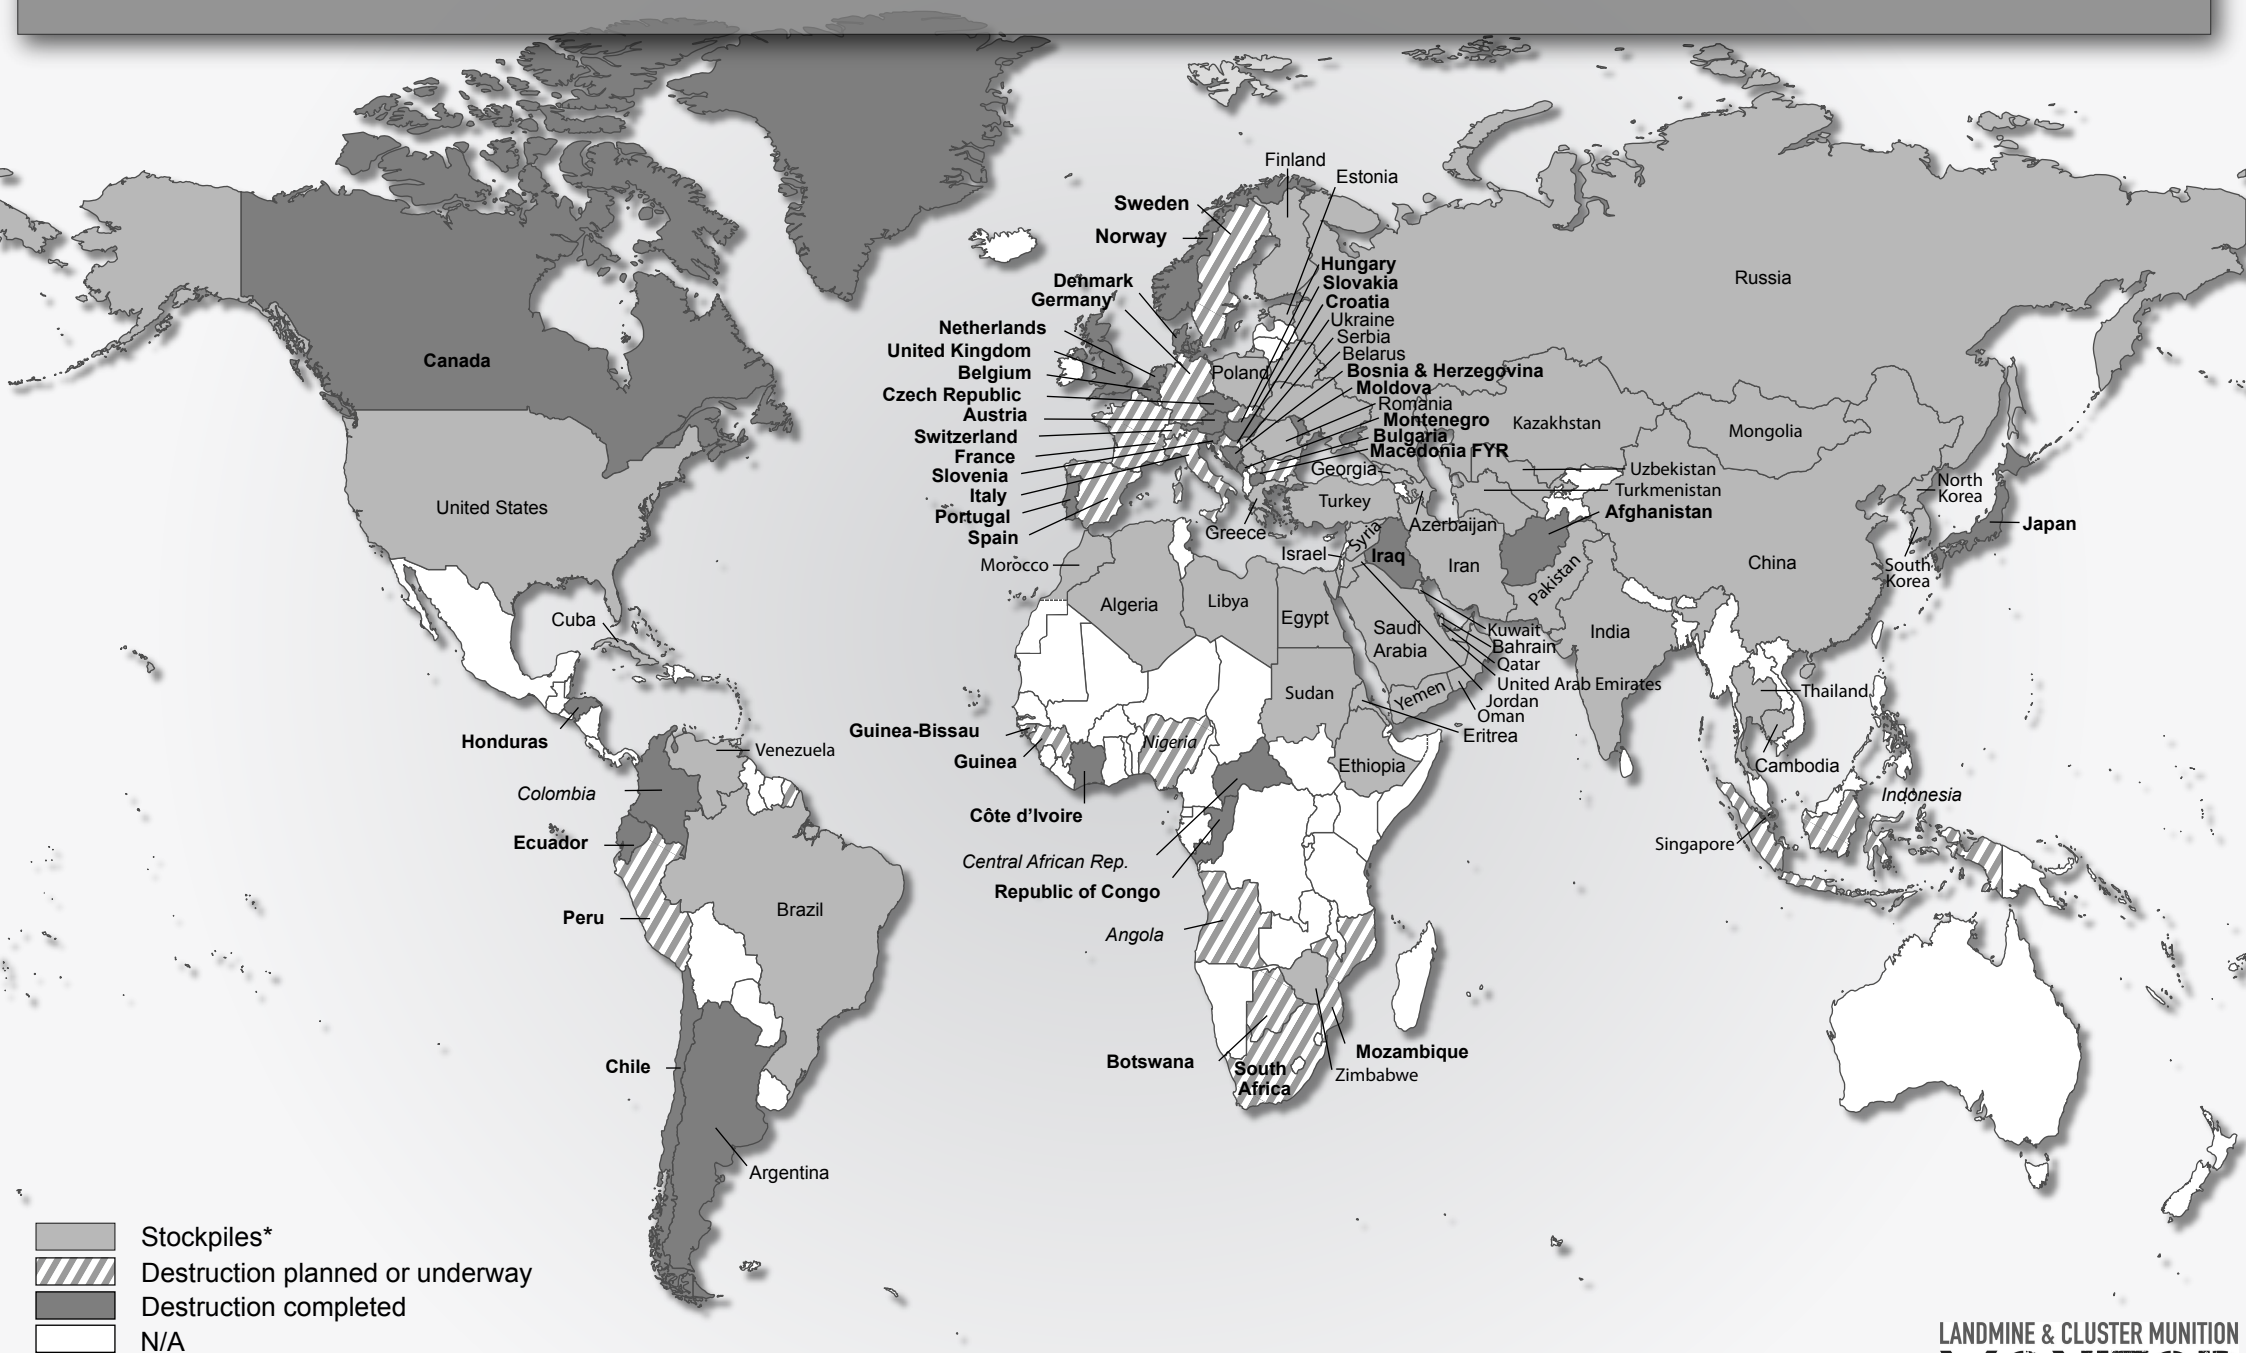 Finland
Estonia
Sweden
Norway
Hungary
Slovakia
Croatia
Ukraine
Serbia
Belarus
Bosnia & Herzegovina
Moldova
Romania
Montenegro
Bulgaria
Macedonia FYR
Denmark
Germany
Netherlands
United Kingdom
Belgium
Czech Republic
Austria
Switzerland
France
Slovenia
Italy
Portugal
Spain
Poland
Russia
Canada
United States
Kazakhstan
Mongolia
Georgia
Uzbekistan
Turkmenistan
Afghanistan
Turkey
Azerbaijan
Greece
Syria
Israel
Iraq
Iran
Pakistan
China
North
Korea
South
Korea
Japan
Morocco
Algeria
Libya
Egypt
Saudi
Arabia
Kuwait
Bahrain
Qatar
United Arab Emirates
Jordan
Oman
Yemen
Eritrea
India
Cuba
Sudan
Thailand
Cambodia
Honduras
Venezuela
Colombia
Ecuador
Peru
Brazil
Guinea-Bissau
Guinea
Nigeria
Côte d'Ivoire
Ethiopia
Central African Rep.
Republic of Congo
Angola
Indonesia
Singapore
Botswana
South
Africa
Mozambique
Zimbabwe
Chile
Argentina
Stockpiles*
Destruction planned or underway
Destruction completed
N/A
LANDMINE & CLUSTER MUNITION